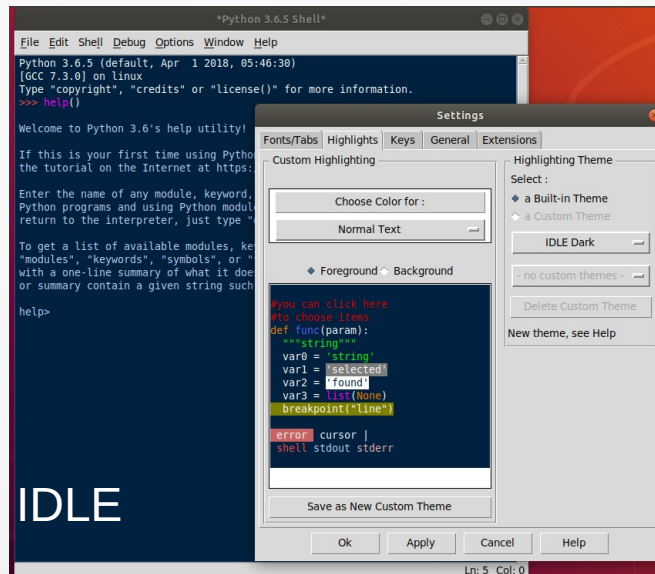 *Python 3.6.5 Shell*
File Edit Shell Debug Options Window Help
Python 3.6.5 (default, Apr 1 2018, 05:46:30)
[GCC 7.3.0] on linux
Type "copyright", "credits" or "license()" for more information.
>>> help()
Welcome to Python 3.6's help utility!
If this is your first time using Pytho
the tutorial on the Internet at https:
Enter the name of any module, keyword,
Python programs and using Python modul
return to the interpreter, just type "
To get a list of available modules, ke
"modules", "keywords", "symbols", or "
with a one-line summary of what it doe
or summary contain a given string such
help>
IDLE
Ln: 5 Col: 0
Settings
Fonts/Tabs Highlights Keys General Extensions
Custom Highlighting
Choose Color for :
Normal Text
Foreground Background
#you can click here
#to choose items
def func(param):
"""string"""
var0 = 'string'
var1 = 'selected'
var2 = 'found'
var3 = list(None)
breakpoint("line")
error cursor |
shell stdout stderr
Save as New Custom Theme
Highlighting Theme
Select :
a Built-in Theme
a Custom Theme
IDLE Dark
- no custom themes -
Delete Custom Theme
New theme, see Help
Ok Apply Cancel Help